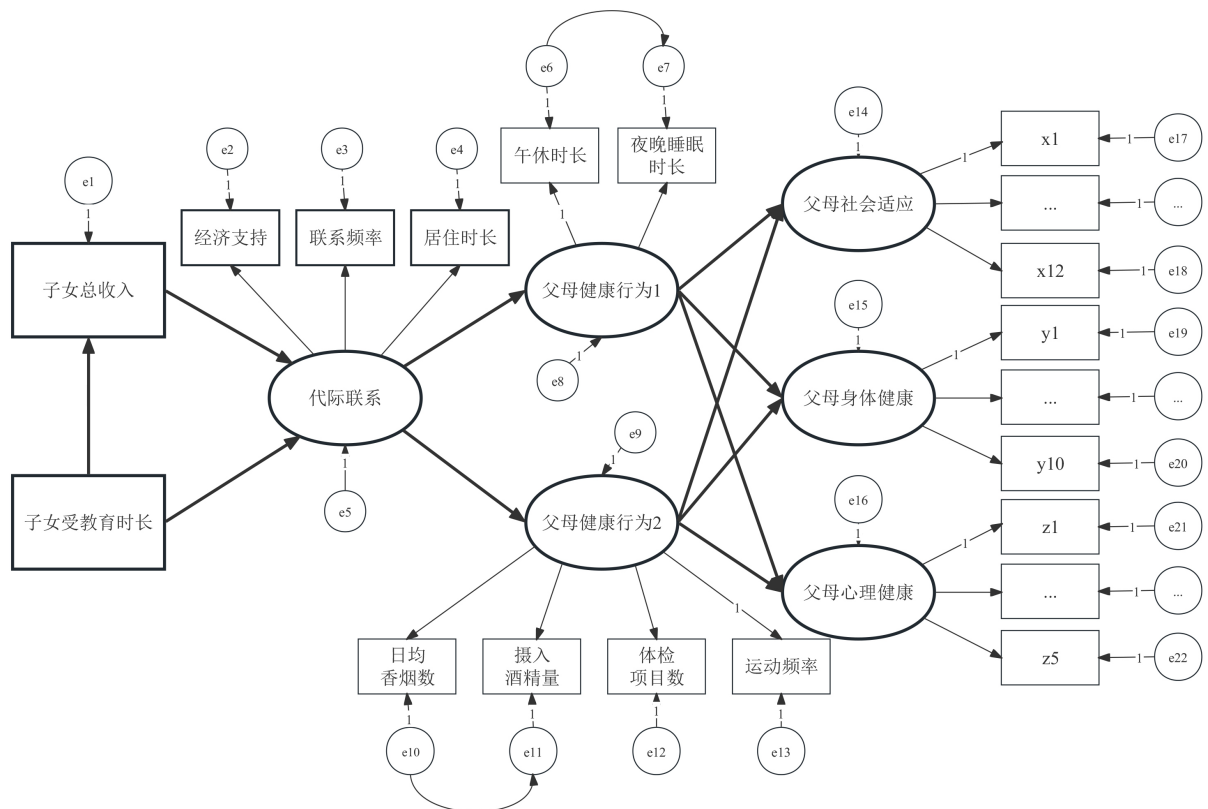 e6
e7
1
1
e14
e2
e3
e4
1
x1
1
e17
午休时长
夜晚睡眠
时长
1
e1
1
1
1
1
父母社会适应
...
1
...
1
经济支持
联系频率
居住时长
1
x12
1
e18
子女总收入
父母健康行为1
e15
1
y1
1
e19
1
1
e8
代际联系
父母身体健康
...
1
...
e9
1
1
y10
1
e20
e5
e16
子女受教育时长
父母健康行为2
1
z1
1
e21
1
父母心理健康
...
1
...
1
日均
香烟数
摄入
酒精量
体检
项目数
运动频率
z5
1
e22
1
1
1
1
e10
e11
e12
e13